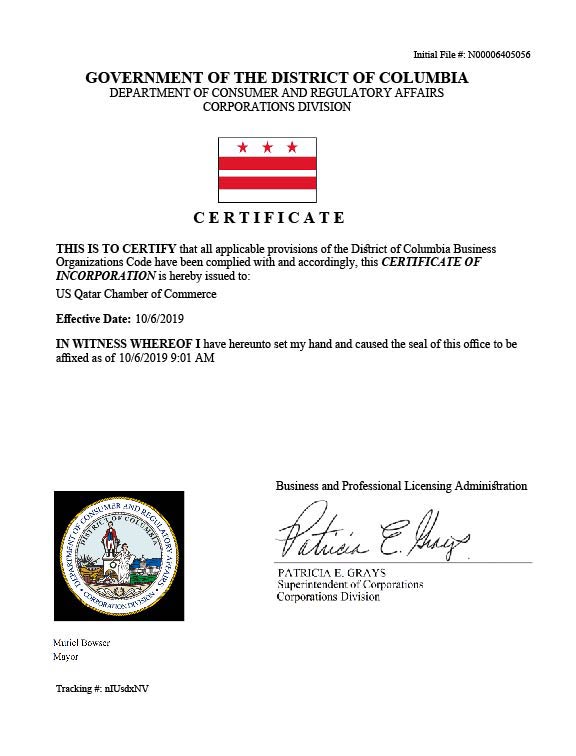 Initial File #: N00006405056
GOVERNMENT OF THE DISTRICT OF COLUMBIA
DEPARTMENT OF CONSUMER AND REGULATORY AFFAIRS
CORPORATIONS DIVISION
CERTIFICATE
THIS IS TO CERTIFY that all applicable provisions of the District of Columbia Business
Organizations Code have been complied with and accordingly, this CERTIFICATE OF
INCORPORATION is hereby issued to:
US Qatar Chamber of Commerce
Effective Date: 10/6/2019
IN WITNESS WHEREOF I have hereunto set my hand and caused the seal of this office to be
affixed as of 10/6/2019 9:01 AM
Business and Professional Licensing Administration
Patricia E. Grays
PATRICIA E. GRAYS
Superintendent of Corporations
Corporations Division
DEPARTMENT OF CONSUMER AND REGULATORY AFFAIRS
DISTRICT OF COLUMBIA
CORPORATION DIVISION
Muriel Bowser
Mayor
Tracking #: nIUsdxNV